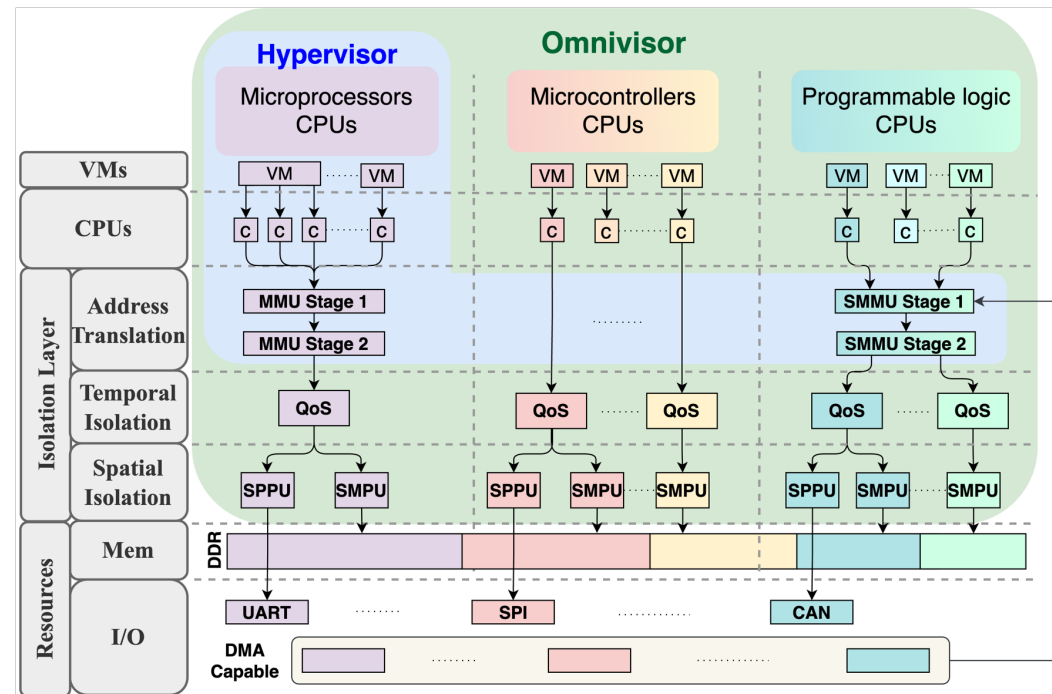 Omnivisor
Hypervisor
Microprocessors
CPUs
Microcontrollers
CPUs
Programmable logic
CPUs
VMs
VM
VM
VM
VM
VM
VM
VM
VM
CPUs
C
C
C
C
C
C
C
C
C
C
Isolation Layer
Address
Translation
MMU Stage 1
SMMU Stage 1
MMU Stage 2
SMMU Stage 2
Temporal
Isolation
QoS
QoS
QoS
QoS
QoS
Spatial
Isolation
SPPU
SMPU
SPPU
SMPU
SMPU
SPPU
SMPU
SMPU
Resources
Mem
DDR
I/O
UART
SPI
CAN
DMA
Capable